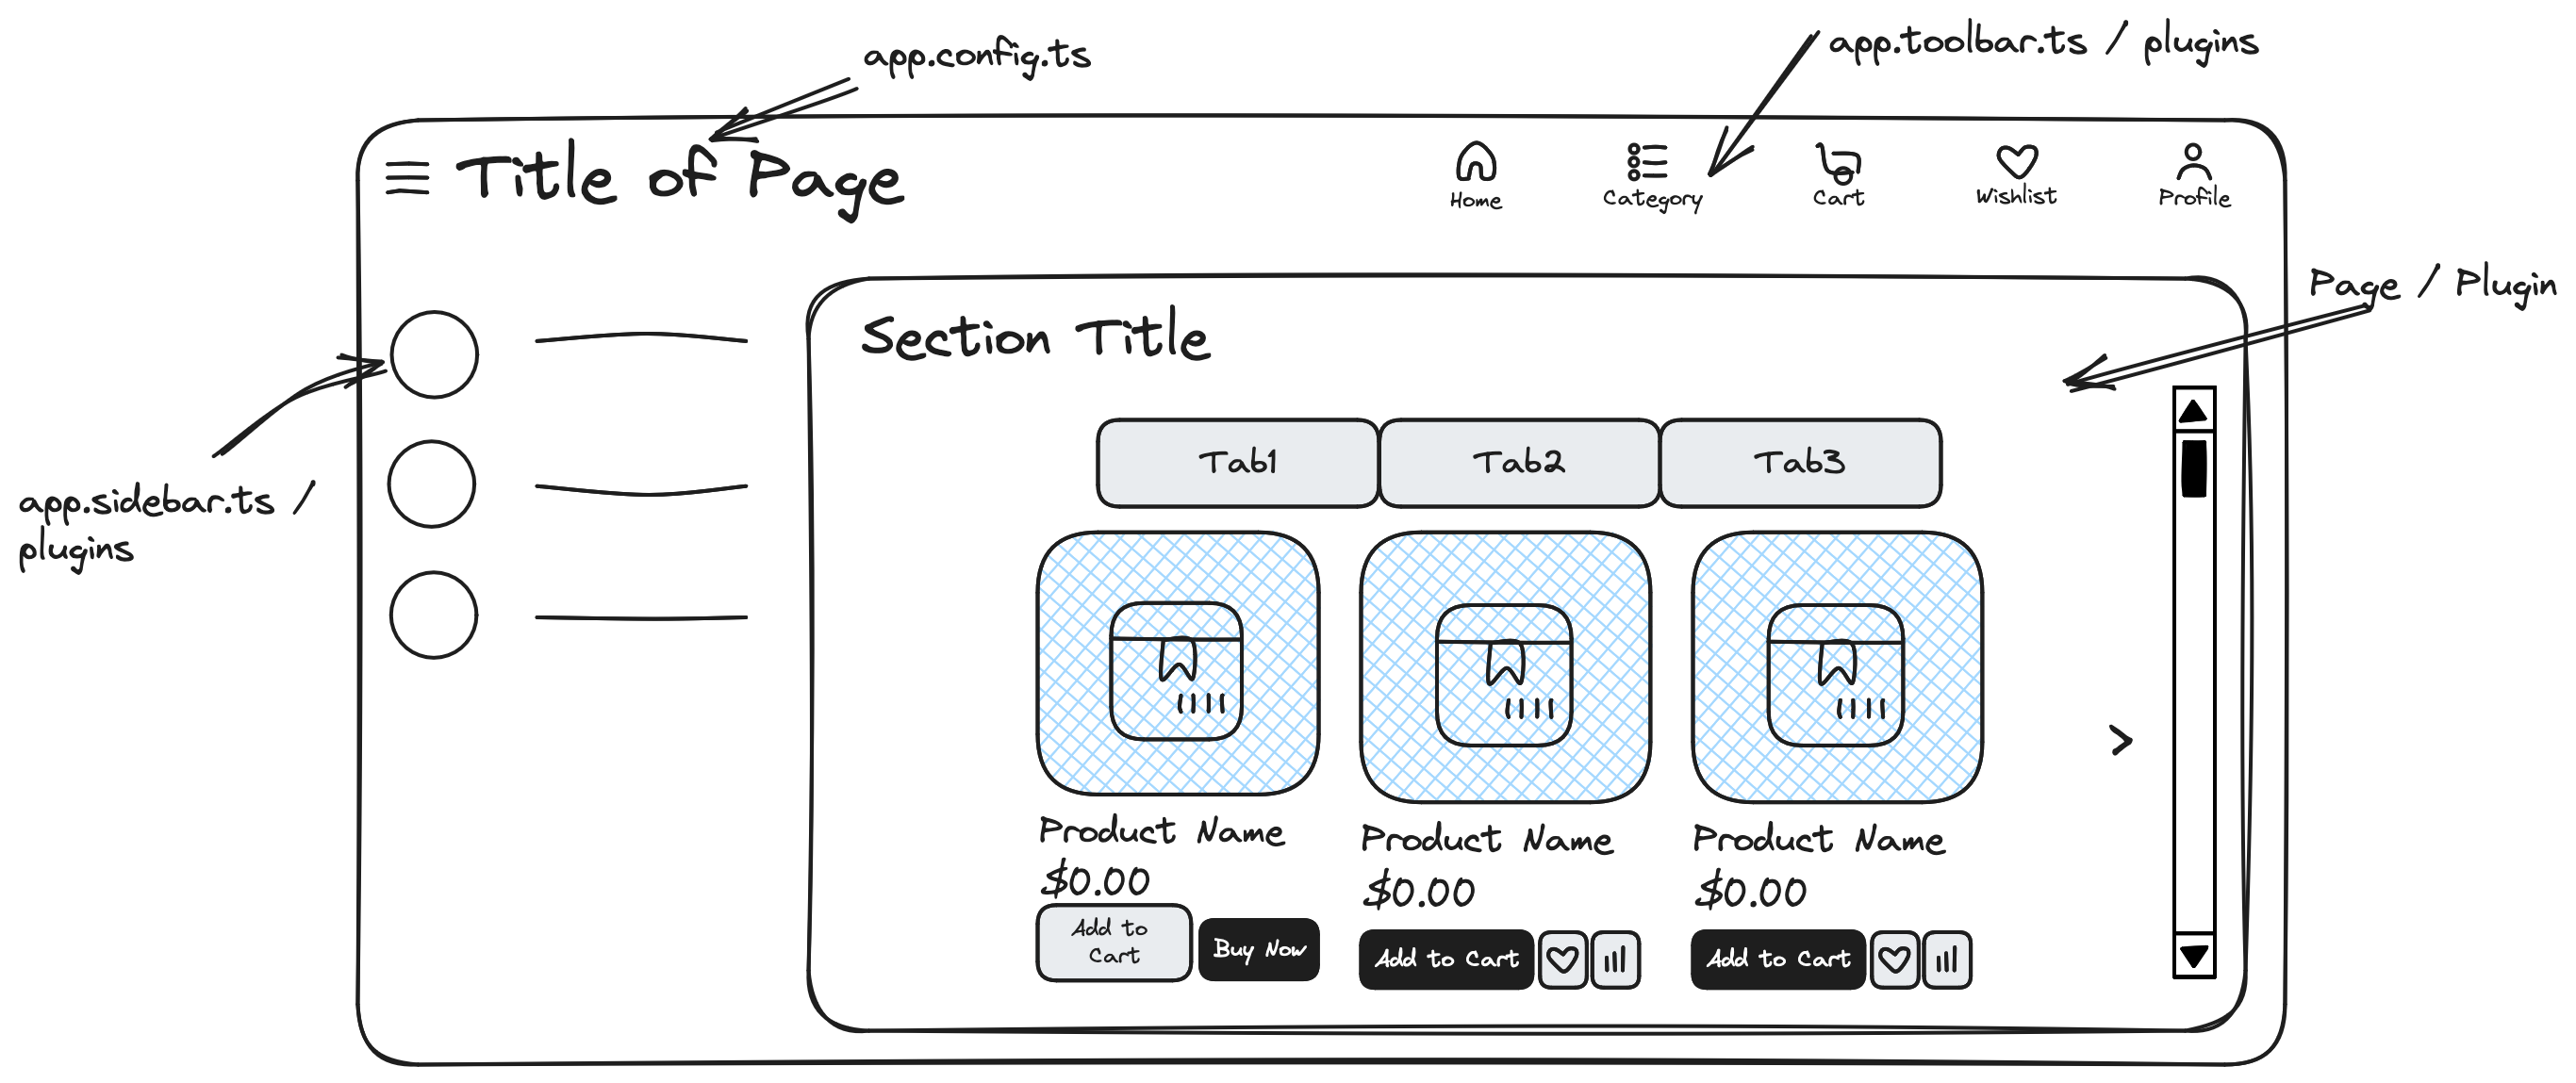 app.config.ts
app.toolbar.ts / plugins
Title of Page
Home
Category
Cart
Wishlist
Profile
Page / Plugin
Section Title
app.sidebar.ts /
plugins
Tab1
Tab2
Tab3
Product Name
$0.00
Add to
Cart
Buy Now
Product Name
$0.00
Add to Cart
Product Name
$0.00
Add to Cart